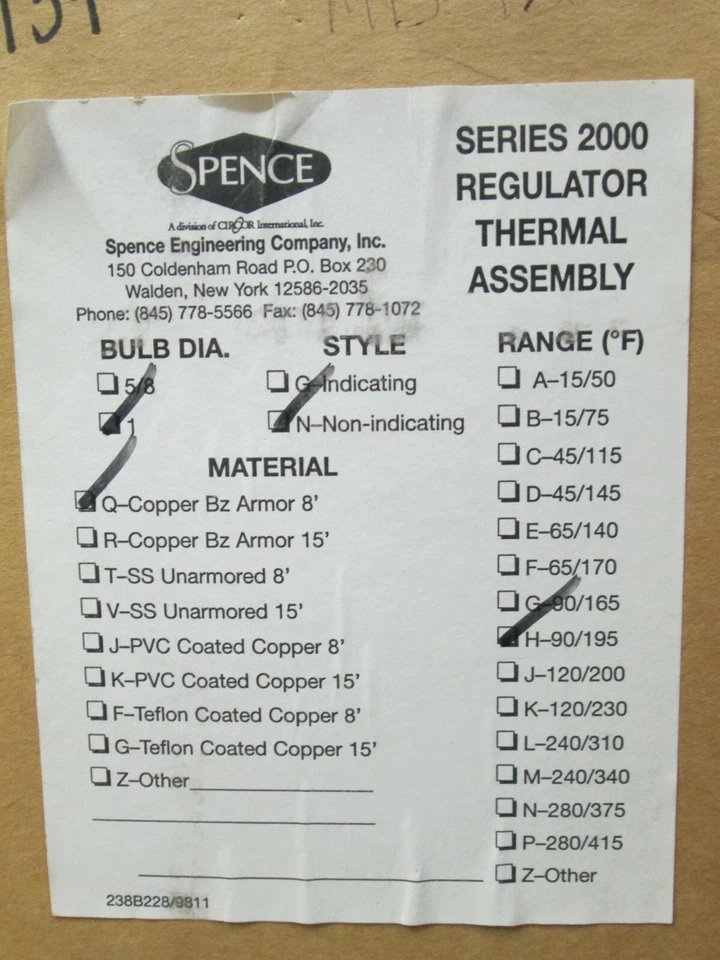 SPENCE
A division of CIRCOR International, Inc.
Spence Engineering Company, Inc.
150 Coldenham Road P.O. Box 230
Walden, New York 12586-2035
Phone: (845) 778-5566 Fax: (845) 778-1072
SERIES 2000
REGULATOR
THERMAL
ASSEMBLY
BULB DIA.
5/8
1
STYLE
G–Indicating
N–Non-indicating
MATERIAL
Q–Copper Bz Armor 8'
R–Copper Bz Armor 15'
T–SS Unarmored 8'
V–SS Unarmored 15'
J–PVC Coated Copper 8'
K–PVC Coated Copper 15'
F–Teflon Coated Copper 8'
G–Teflon Coated Copper 15'
Z–Other
RANGE (°F)
A–15/50
B–15/75
C–45/115
D–45/145
E–65/140
F–65/170
G–90/165
H–90/195
J–120/200
K–120/230
L–240/310
M–240/340
N–280/375
P–280/415
Z–Other
238B228/9811